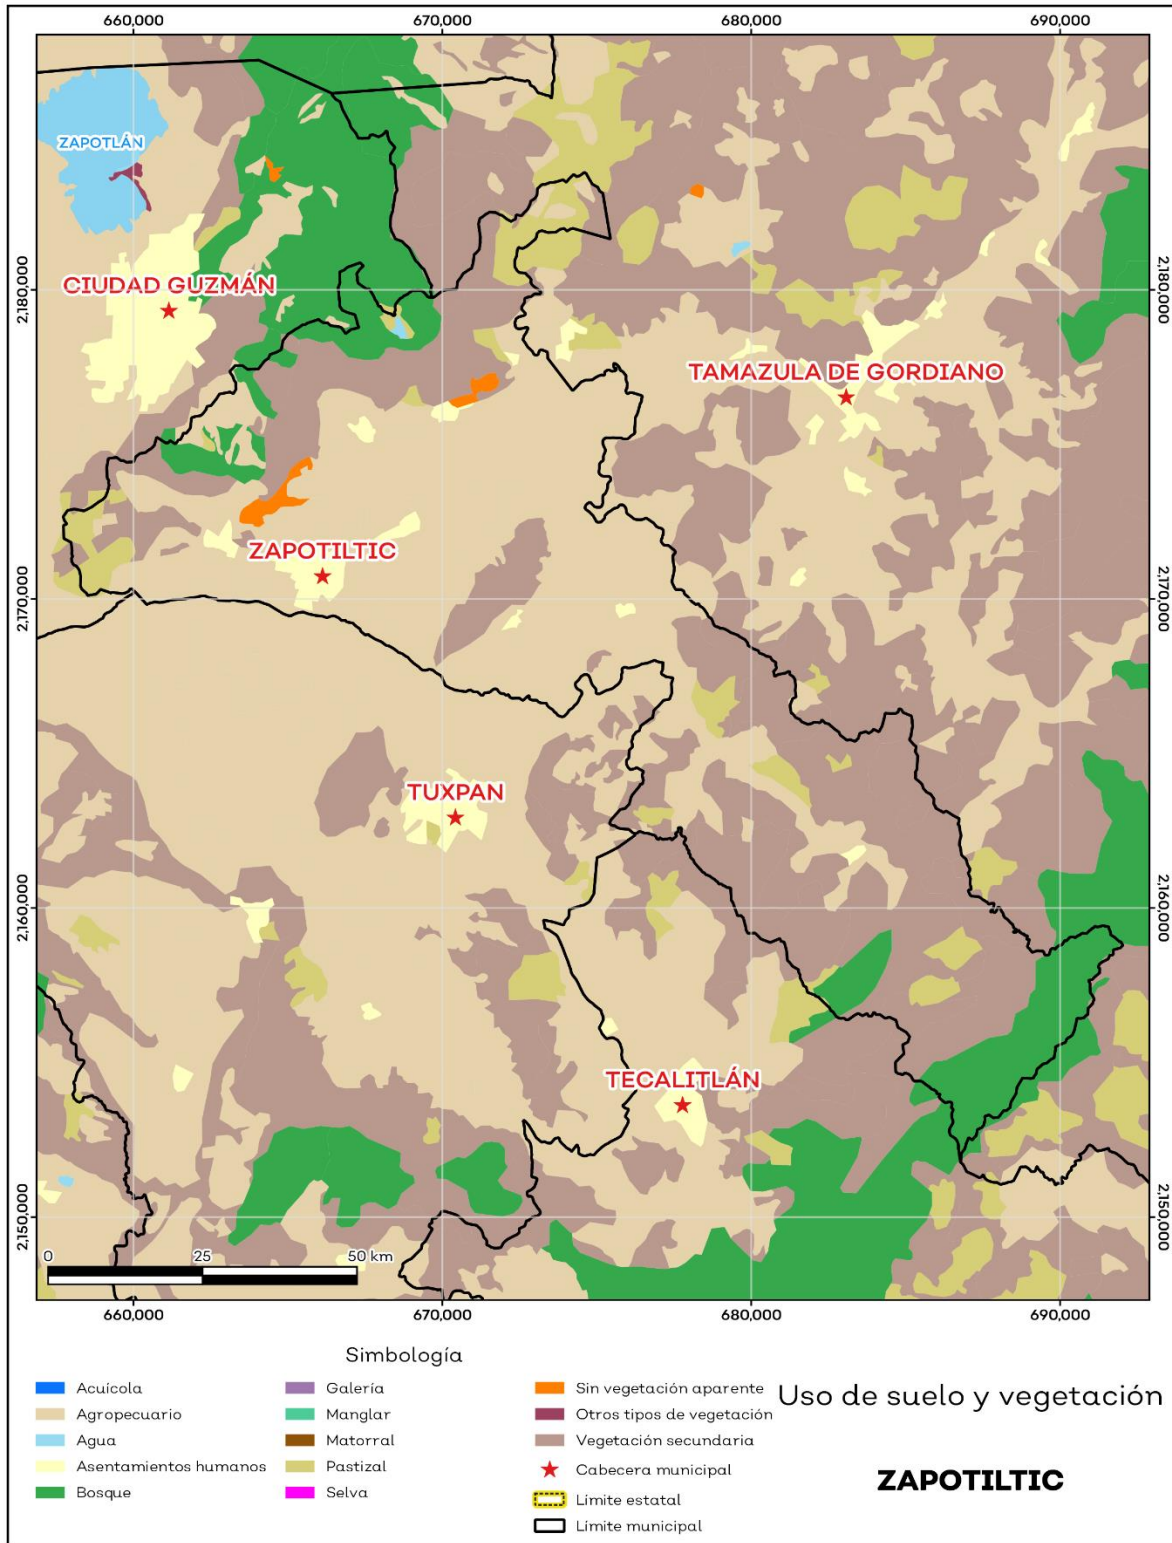 660,000 670,000 680,000 690,000
ZAPOTLÁN
2,180,000 2,180,000
CIUDAD GUZMÁN
TAMAZULA DE GORDIANO
ZAPOTILTIC
2,170,000 2,170,000
TUXPAN
2,160,000 2,160,000
TECALITLÁN
2,150,000 2,150,000
0 25 50 km
660,000 670,000 680,000 690,000
Simbología
Acuícola
Agropecuario
Agua
Asentamientos humanos
Bosque
Galería
Manglar
Matorral
Pastizal
Selva
Sin vegetación aparente
Otros tipos de vegetación
Vegetación secundaria
Cabecera municipal
Límite estatal
Límite municipal
Uso de suelo y vegetación
ZAPOTILTIC